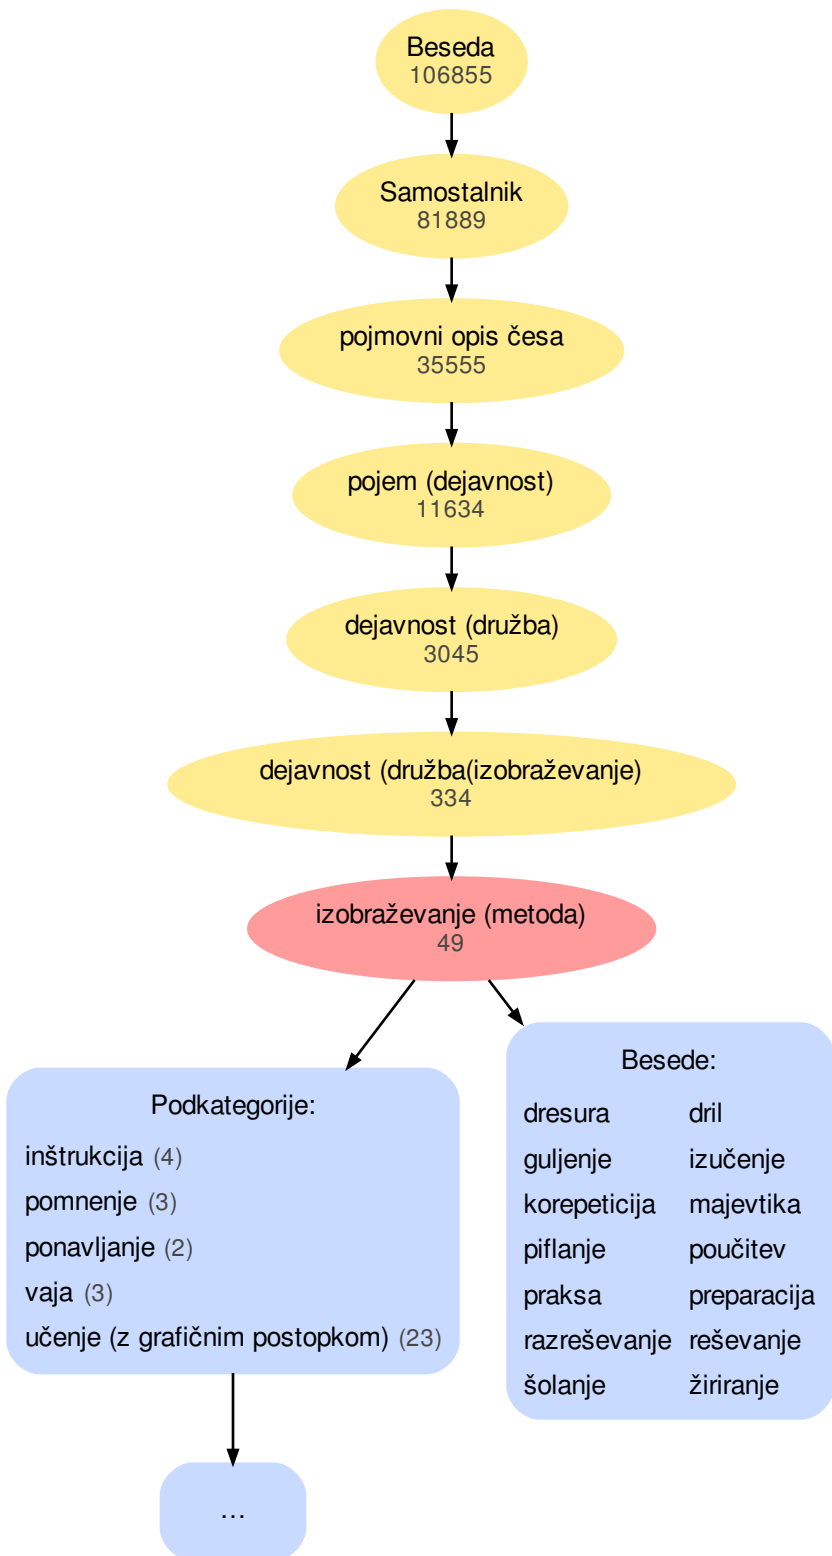 Beseda
106855
Samostalnik
81889
pojmovni opis česa
35555
pojem (dejavnost)
11634
dejavnost (družba)
3045
dejavnost (družba(izobraževanje)
334
izobraževanje (metoda)
49
Podkategorije:
inštrukcija (4)
pomnenje (3)
ponavljanje (2)
vaja (3)
učenje (z grafičnim postopkom) (23)
...
Besede:
dresura dril
guljenje izučenje
korepeticija majevtika
piflanje poučitev
praksa preparacija
razreševanje reševanje
šolanje žiriranje